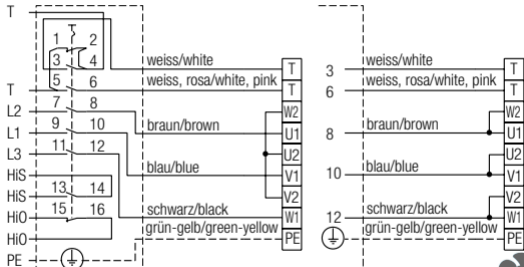 T
1 2
3 4
weiss/white T
T 5 6 weiss, rosa/white, pink T
L2 7 8 W2
L1 9 10 braun/brown U1
L3 11 12 U2
HiS blau/blue V1
HiS 13 14 V2
HiO 15 16 schwarz/black W1
HiO grün-gelb/green-yellow PE
PE
3 weiss/white T
6 weiss, rosa/white, pink T
W2
8 braun/brown U1
U2
10 blau/blue V1
V2
12 schwarz/black W1
grün-gelb/green-yellow PE